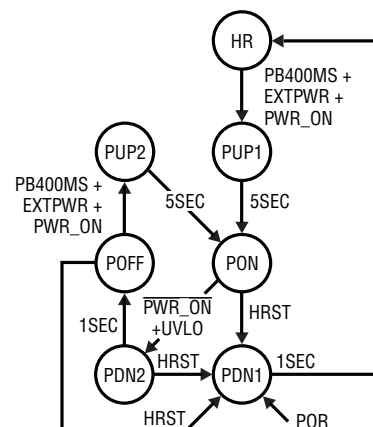 HR
PB400MS +
EXTPWR +
PWR_ON
PUP2
PUP1
PB400MS +
EXTPWR +
PWR_ON
5SEC
5SEC
POFF
PON
PWR_ON
+UVLO
HRST
1SEC
PDN2
HRST
PDN1
1SEC
HRST
POR